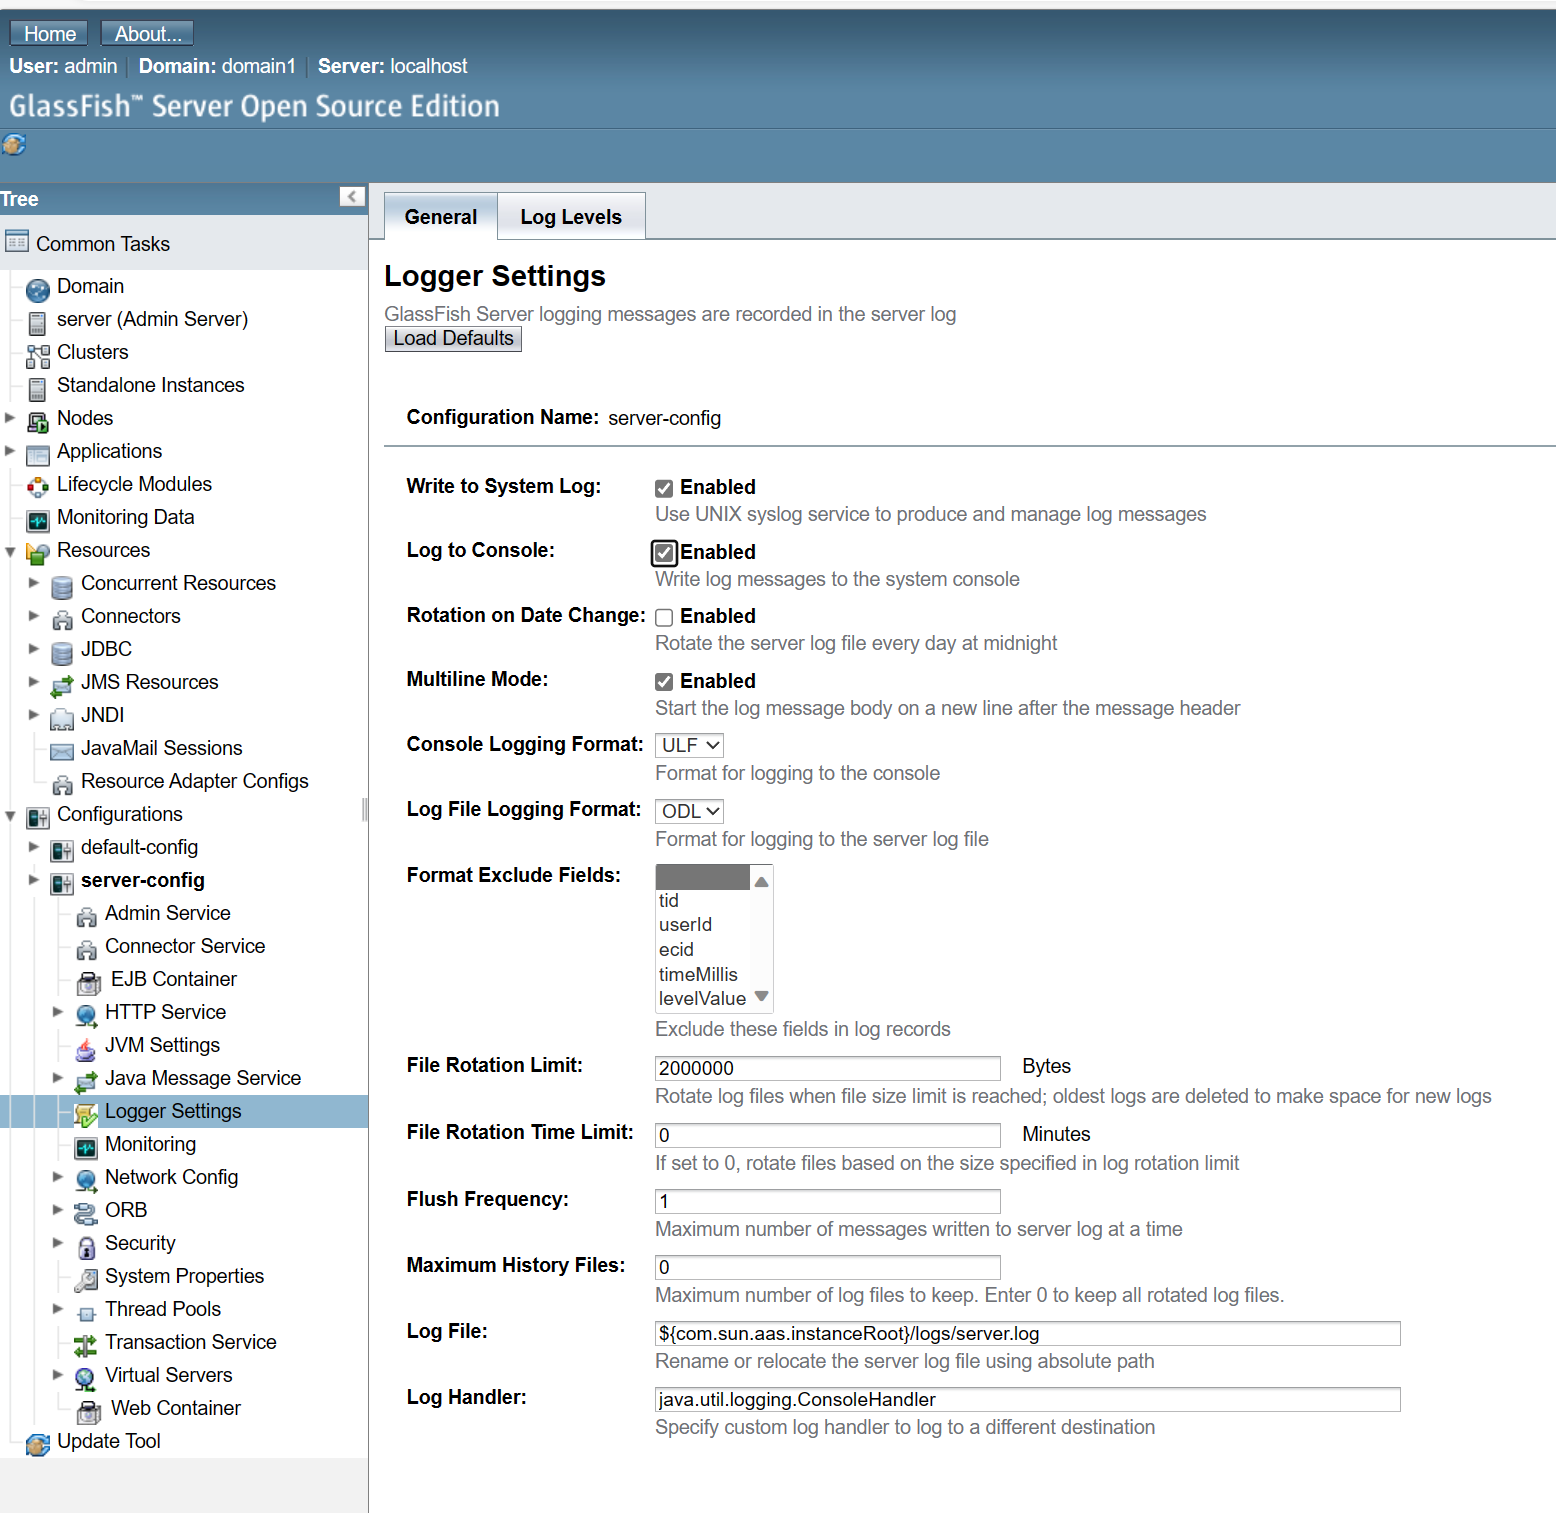 Home About...
User: admin Domain: domain1 Server: localhost
GlassFish™ Server Open Source Edition
Tree
Common Tasks
Domain
server (Admin Server)
Clusters
Standalone Instances
Nodes
Applications
Lifecycle Modules
Monitoring Data
Resources
Concurrent Resources
Connectors
JDBC
JMS Resources
JNDI
JavaMail Sessions
Resource Adapter Configs
Configurations
default-config
server-config
Admin Service
Connector Service
EJB Container
HTTP Service
JVM Settings
Java Message Service
Logger Settings
Monitoring
Network Config
ORB
Security
System Properties
Thread Pools
Transaction Service
Virtual Servers
Web Container
Update Tool
General Log Levels
Logger Settings
GlassFish Server logging messages are recorded in the server log
Load Defaults
Configuration Name: server-config
Write to System Log: Enabled
Use UNIX syslog service to produce and manage log messages
Log to Console: Enabled
Write log messages to the system console
Rotation on Date Change: Enabled
Rotate the server log file every day at midnight
Multiline Mode: Enabled
Start the log message body on a new line after the message header
Console Logging Format: ULF
Format for logging to the console
Log File Logging Format: ODL
Format for logging to the server log file
Format Exclude Fields:
tid
userId
ecid
timeMillis
levelValue
Exclude these fields in log records
File Rotation Limit: 2000000 Bytes
Rotate log files when file size limit is reached; oldest logs are deleted to make space for new logs
File Rotation Time Limit: 0 Minutes
If set to 0, rotate files based on the size specified in log rotation limit
Flush Frequency: 1
Maximum number of messages written to server log at a time
Maximum History Files: 0
Maximum number of log files to keep. Enter 0 to keep all rotated log files.
Log File: ${com.sun.aas.instanceRoot}/logs/server.log
Rename or relocate the server log file using absolute path
Log Handler: java.util.logging.ConsoleHandler
Specify custom log handler to log to a different destination